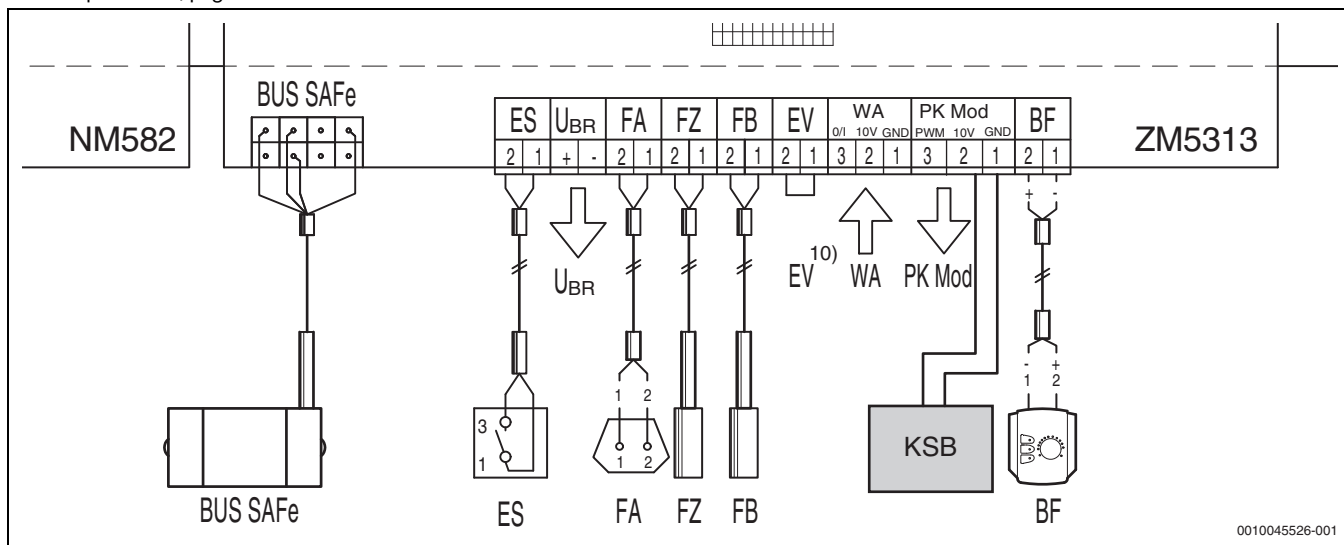 BUS SAFe
NM582
ES UBR FA FZ FB EV WA PK Mod BF
0/I 10V GND PWM 10V GND
2 1 + - 2 1 2 1 2 1 2 1 3 2 1 3 2 1 2 1
ZM5313
+ -
UBR
EV 10) WA PK Mod
1 2
- +
1 2
3
1
1 2
KSB
BUS SAFe
ES FA FZ FB BF
0010045526-001